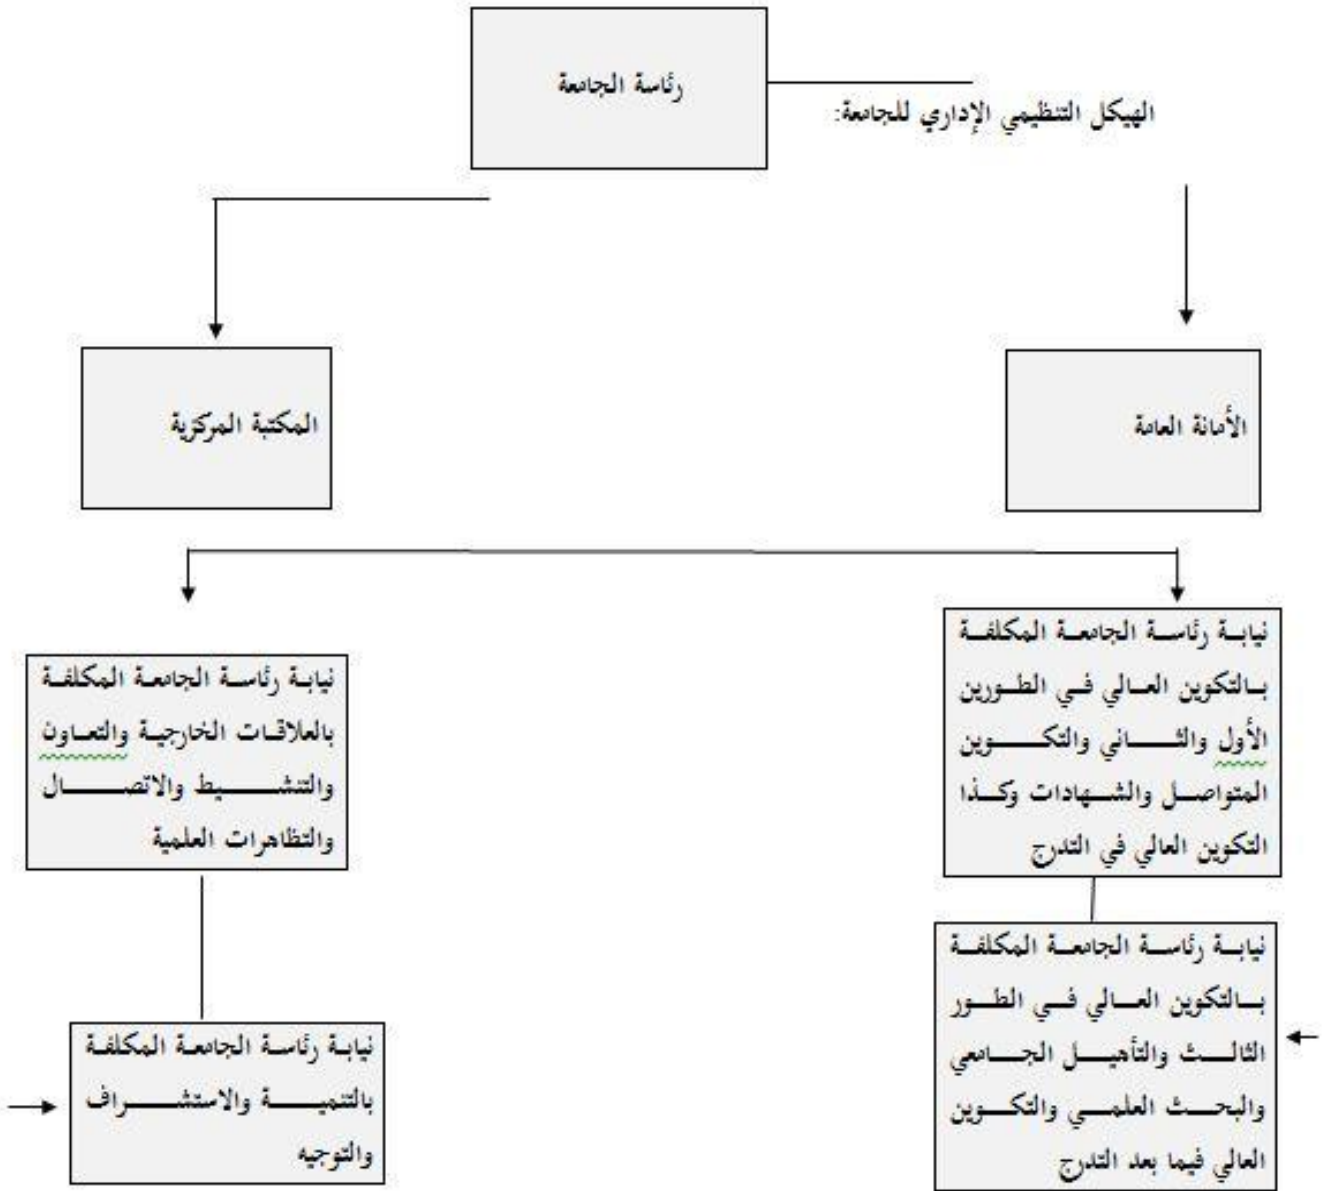 رئاسة الجامعة
الهيكل التنظيمي الإداري للجامعة:
الأمانة العامة
المكتبة المركزية
نيابة رئاسة الجامعة المكلفة
بالتكوين العالي في الطورين
الأول والثاني والتكوين
المتواصل والشهادات وكذا
التكوين العالي في التدرج
نيابة رئاسة الجامعة المكلفة
بالعلاقات الخارجية والتعاون
والتنشيط والاتصال
والتظاهرات العلمية
نيابة رئاسة الجامعة المكلفة
بالتكوين العالي في الطور
الثالث والتأهيل الجامعي
والبحث العلمي والتكوين
العالي فيما بعد التدرج
نيابة رئاسة الجامعة المكلفة
بالتنمية والاستشراف
والتوجيه